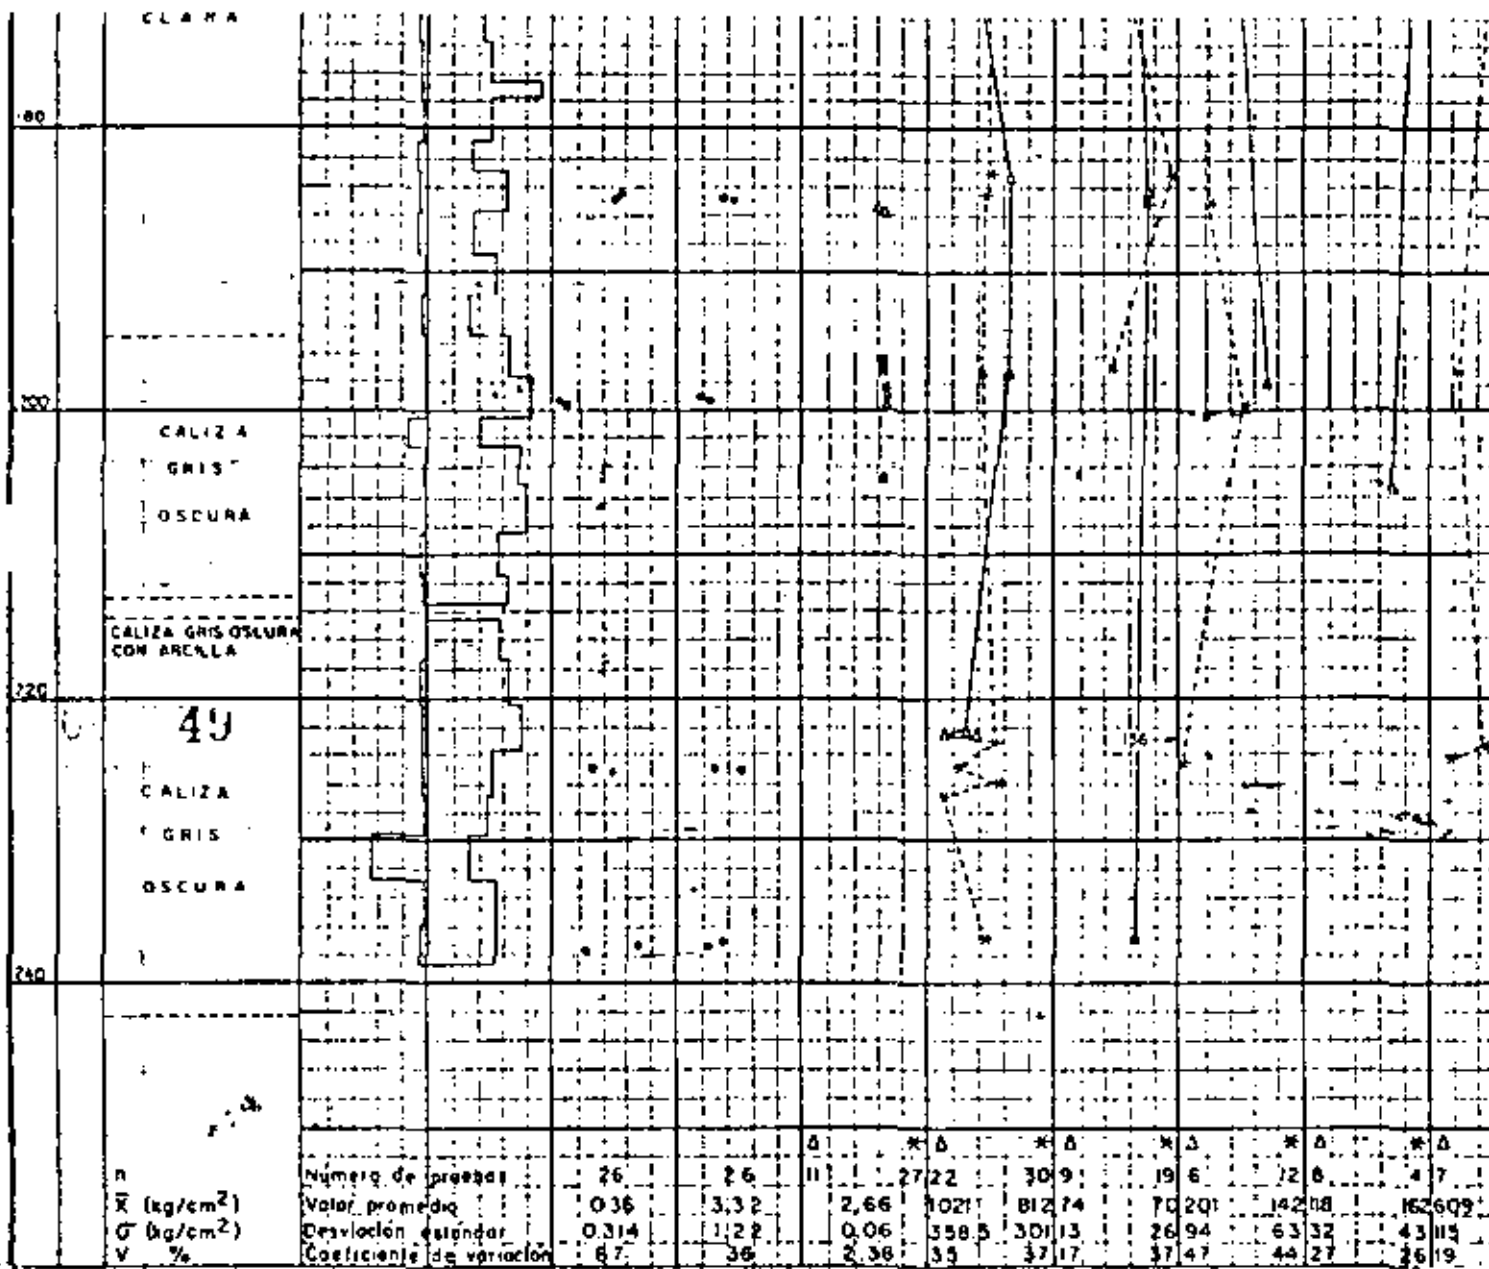 CLARA
180
200
CALIZA
GRIS
OSCURA
CALIZA GRIS OSCURA
CON ARCILLA
220
49
156
CALIZA
GRIS
OSCURA
240
Δ * Δ * Δ * Δ * Δ * Δ
n Número de pruebas 26 26 11 27 22 30 9 19 6 12 8 4 7
X̅ (kg/cm²) Valor promedio 0.36 3.32 2,66 1021 812 74 70 201 142 118 162 609
σ (kg/cm²) Desviación estándar 0.314 1.22 0.06 358.5 301 13 26 94 63 32 43 115
V % Coeficiente de variación 87 36 2.38 35 37 17 37 47 44 27 26 19